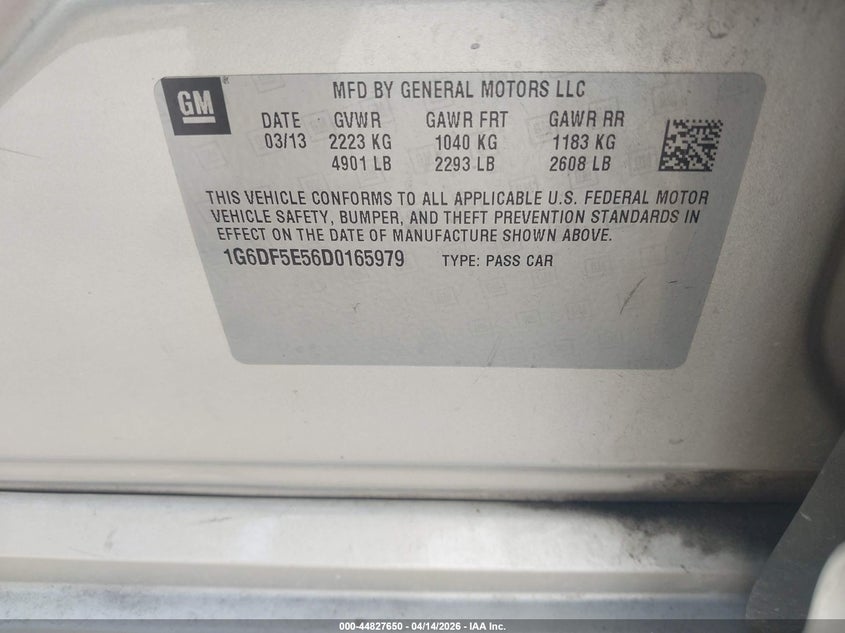 GM
MFD BY GENERAL MOTORS LLC
DATE GVWR GAWR FRT GAWR RR
03/13 2223 KG 1040 KG 1183 KG
4901 LB 2293 LB 2608 LB
THIS VEHICLE CONFORMS TO ALL APPLICABLE U.S. FEDERAL MOTOR
VEHICLE SAFETY, BUMPER, AND THEFT PREVENTION STANDARDS IN
EFFECT ON THE DATE OF MANUFACTURE SHOWN ABOVE.
1G6DF5E56D0165979 TYPE: PASS CAR
000-44827650 - 04/14/2026 - IAA Inc.